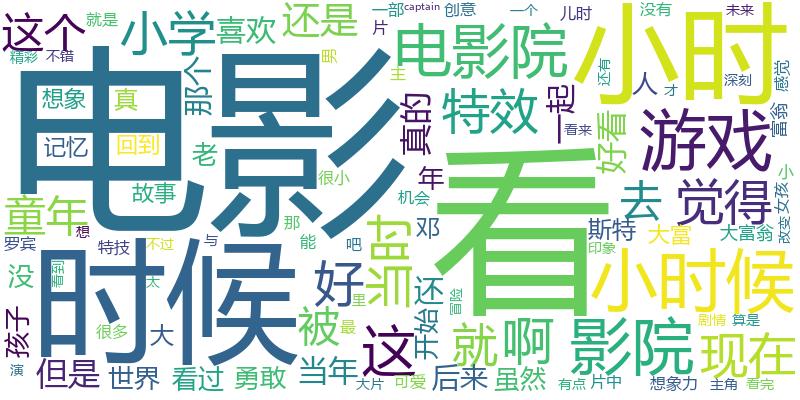 这个
小学
喜欢
还是
一部
captain
创意
一个
儿时
没有
未来
就是
片
精彩
不错
那个
男
主
电影院
小时
还有
人
才
深刻
感觉
电影
想象
真
记忆
回到
老
真的
特效
一起
看来
好看
游戏
富翁
故事
很小
年
机会
看
去
觉得
小
女孩
改变
童年
罗宾
想
特技
不过
与
那
能
吧
当时
邓
斯特
大富
大富翁
印象
没
看到
太
时候
好
里
开始
还
冒险
小时候
孩子
很多
大
被
最
这
就
啊
影院
剧情
算是
现在
演
但是
世界
看过
勇敢
当年
大片
可爱
后来
虽然
有点
片中
想象力
主角
看完